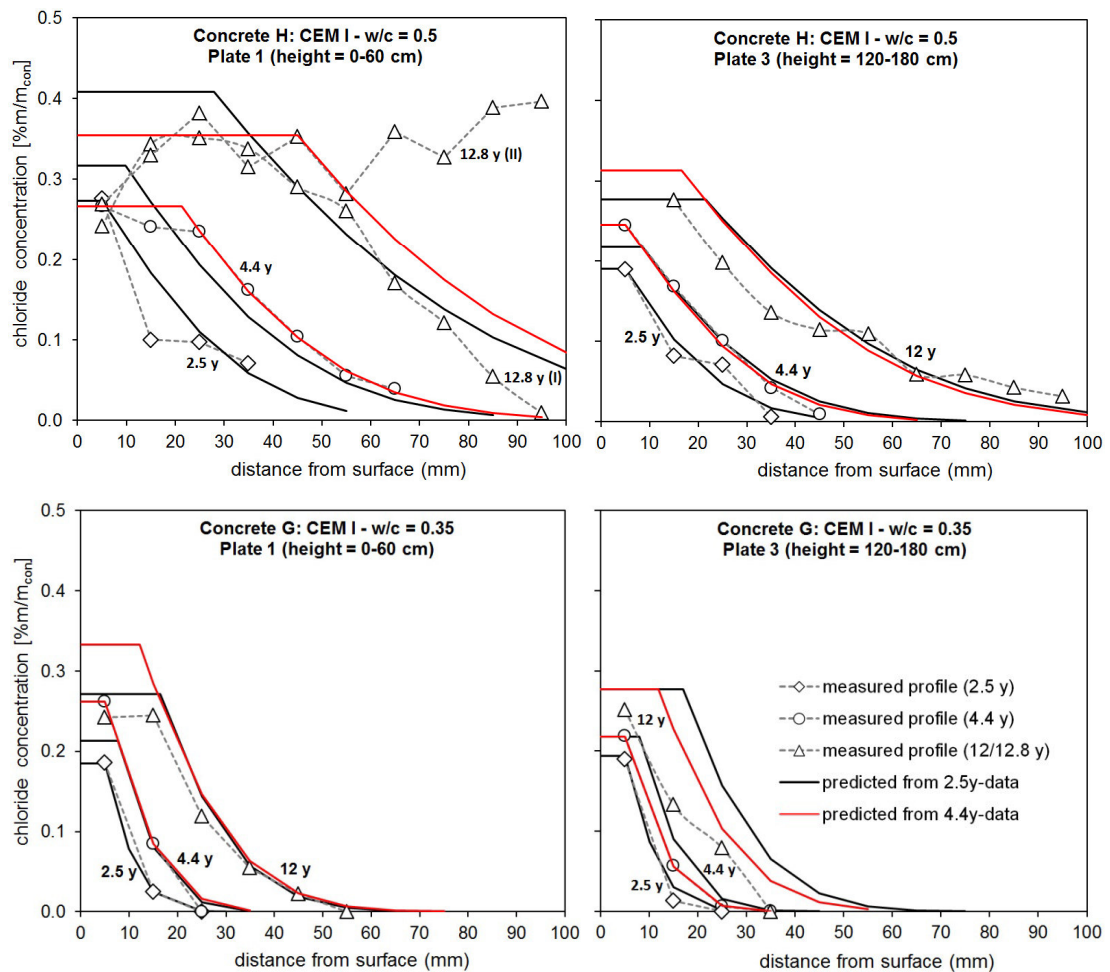 Concrete H: CEM I - w/c = 0.5
Plate 1 (height = 0-60 cm)
0.5
0.4
0.3
0.2
0.1
0.0
chloride concentration [%m/m_con]
12.8 y (II)
4.4 y
2.5 y
12.8 y (I)
0 10 20 30 40 50 60 70 80 90 100
distance from surface (mm)
Concrete H: CEM I - w/c = 0.5
Plate 3 (height = 120-180 cm)
2.5 y
4.4 y
12 y
0 10 20 30 40 50 60 70 80 90 100
distance from surface (mm)
Concrete G: CEM I - w/c = 0.35
Plate 1 (height = 0-60 cm)
0.5
0.4
0.3
0.2
0.1
0.0
chloride concentration [%m/m_con]
2.5 y
4.4 y
12 y
0 10 20 30 40 50 60 70 80 90 100
distance from surface (mm)
Concrete G: CEM I - w/c = 0.35
Plate 3 (height = 120-180 cm)
12 y
4.4 y
2.5 y
measured profile (2.5 y)
measured profile (4.4 y)
measured profile (12/12.8 y)
predicted from 2.5y-data
predicted from 4.4y-data
0 10 20 30 40 50 60 70 80 90 100
distance from surface (mm)